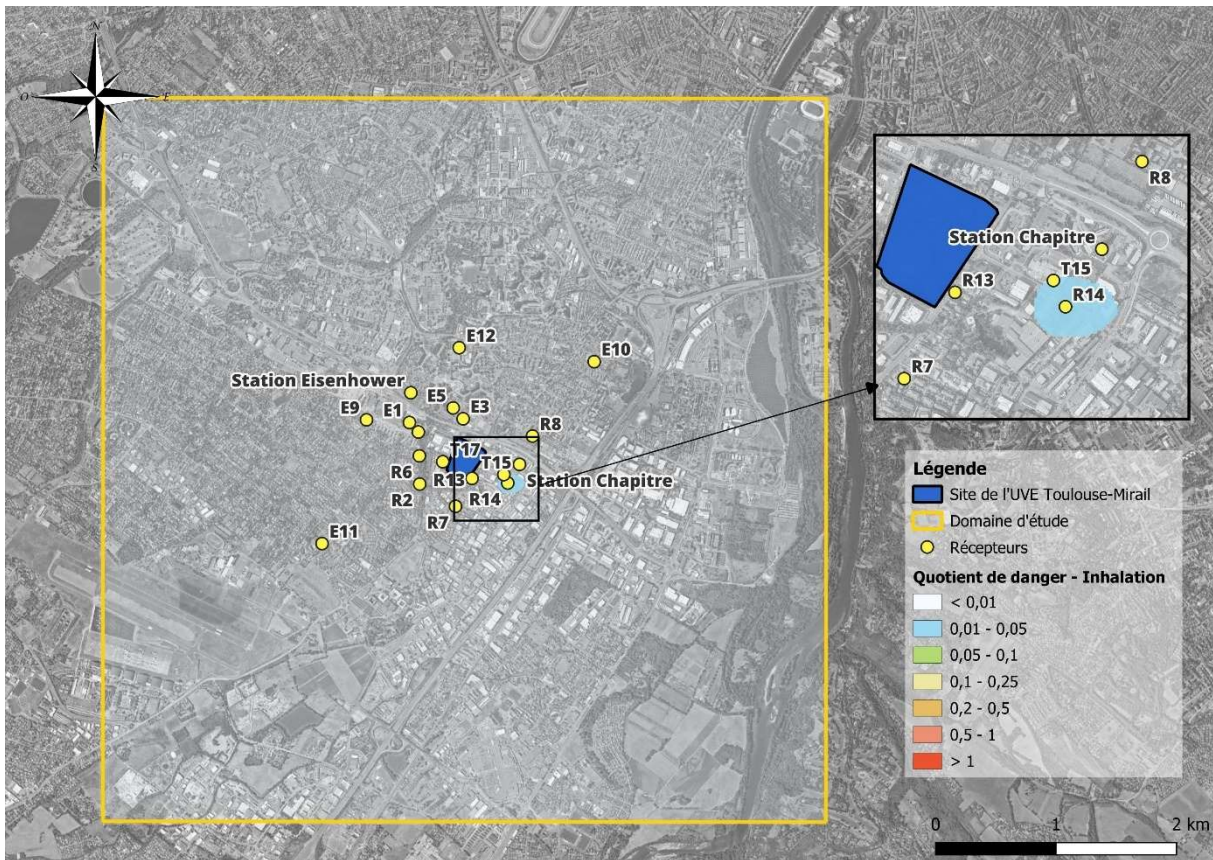 N
O
E
S
R8
Station Chapitre
T15
R13
R14
R7
E12
E10
Station Eisenhower
E5
E3
E9
E1
R8
T17
T15
R6
R13
Station Chapitre
R14
R2
R7
E11
Légende
Site de l'UVE Toulouse-Mirail
Domaine d'étude
Récepteurs
Quotient de danger - Inhalation
< 0,01
0,01 - 0,05
0,05 - 0,1
0,1 - 0,25
0,2 - 0,5
0,5 - 1
> 1
0 1 2 km